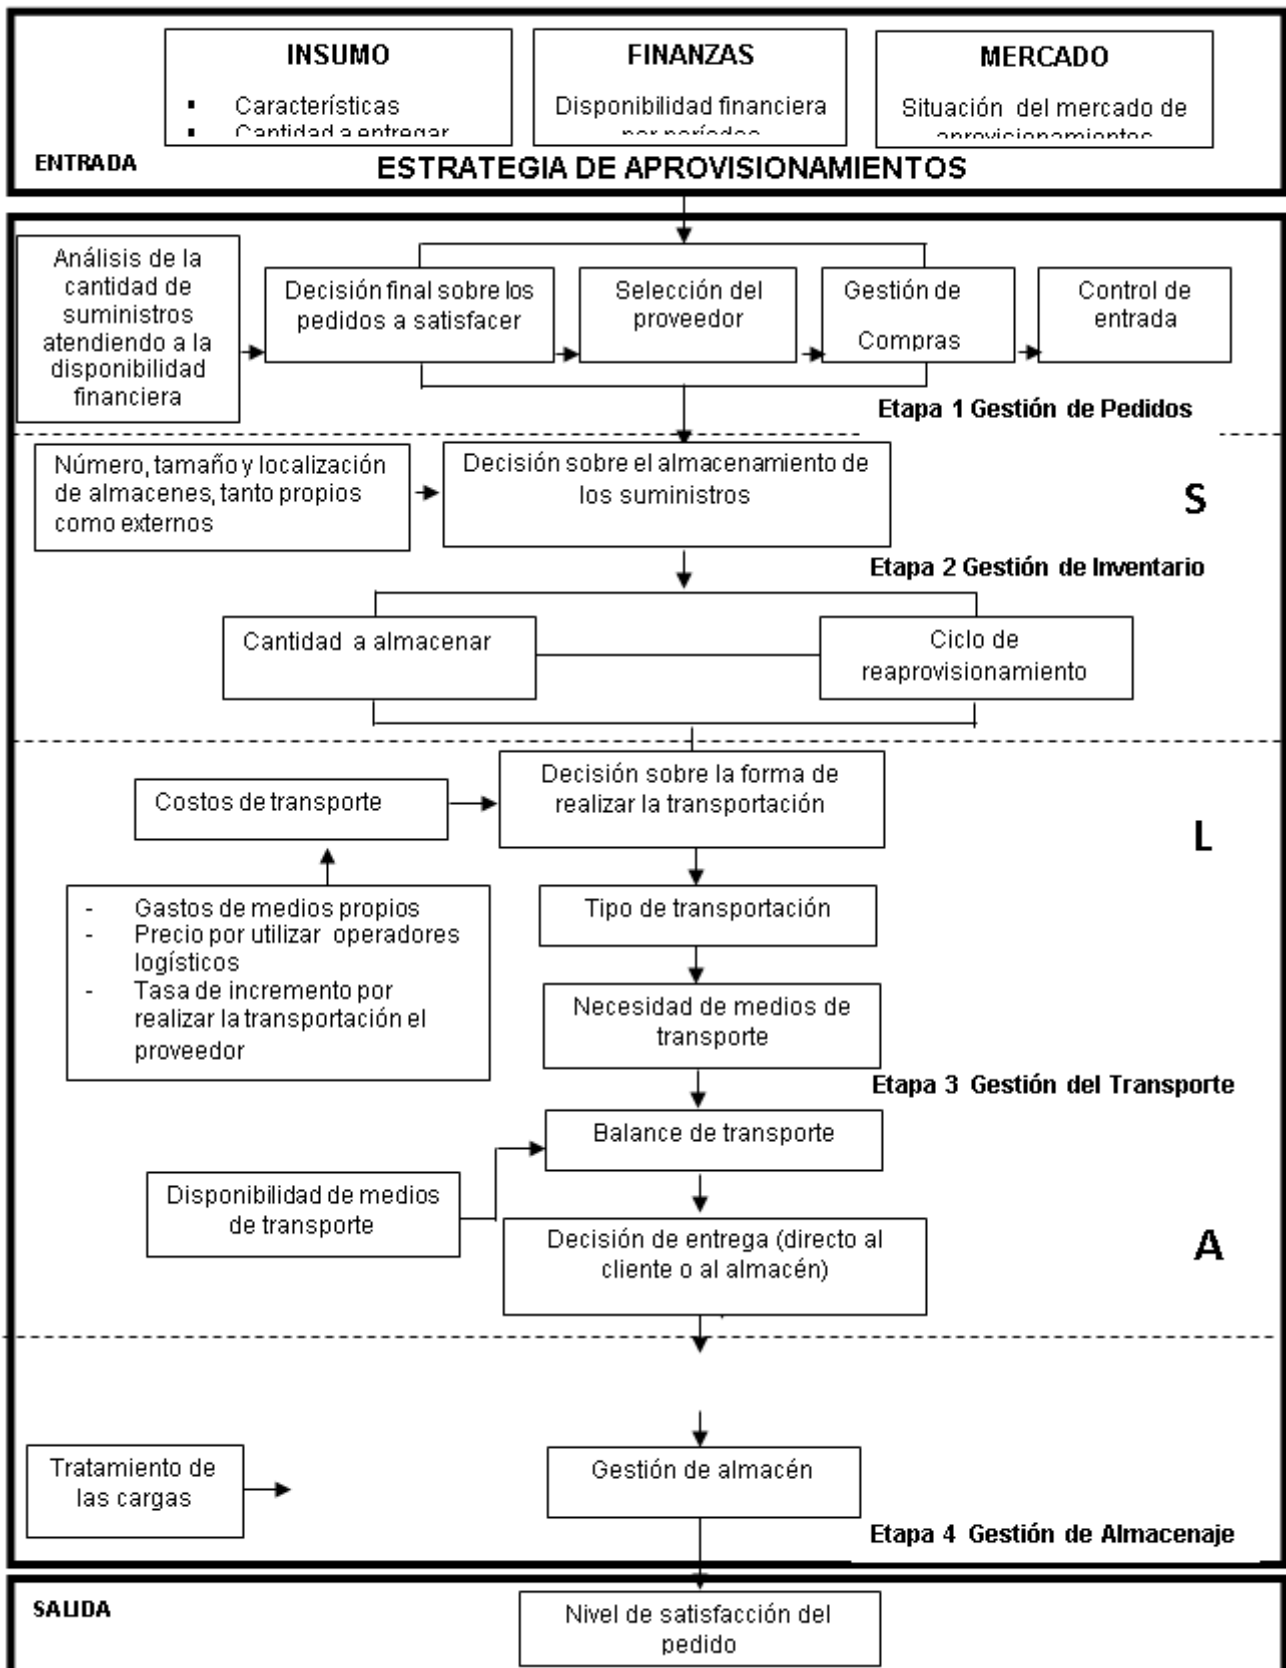 INSUMO
▪ Características
▪ Cantidad a entregar
FINANZAS
Disponibilidad financiera
por períodos
MERCADO
Situación del mercado de
aprovisionamientos
ENTRADA
ESTRATEGIA DE APROVISIONAMIENTOS
Análisis de la
cantidad de
suministros
atendiendo a la
disponibilidad
financiera
Decisión final sobre los
pedidos a satisfacer
Selección del
proveedor
Gestión de
Compras
Control de
entrada
Etapa 1 Gestión de Pedidos
Número, tamaño y localización
de almacenes, tanto propios
como externos
Decisión sobre el almacenamiento de
los suministros
S
Etapa 2 Gestión de Inventario
Cantidad a almacenar
Ciclo de
reaprovisionamiento
Decisión sobre la forma de
realizar la transportación
Costos de transporte
L
- Gastos de medios propios
- Precio por utilizar operadores
logísticos
- Tasa de incremento por
realizar la transportación el
proveedor
Tipo de transportación
Necesidad de medios de
transporte
Etapa 3 Gestión del Transporte
Balance de transporte
Disponibilidad de medios
de transporte
Decisión de entrega (directo al
cliente o al almacén)
A
Tratamiento de
las cargas
Gestión de almacén
Etapa 4 Gestión de Almacenaje
SALIDA
Nivel de satisfacción del
pedido